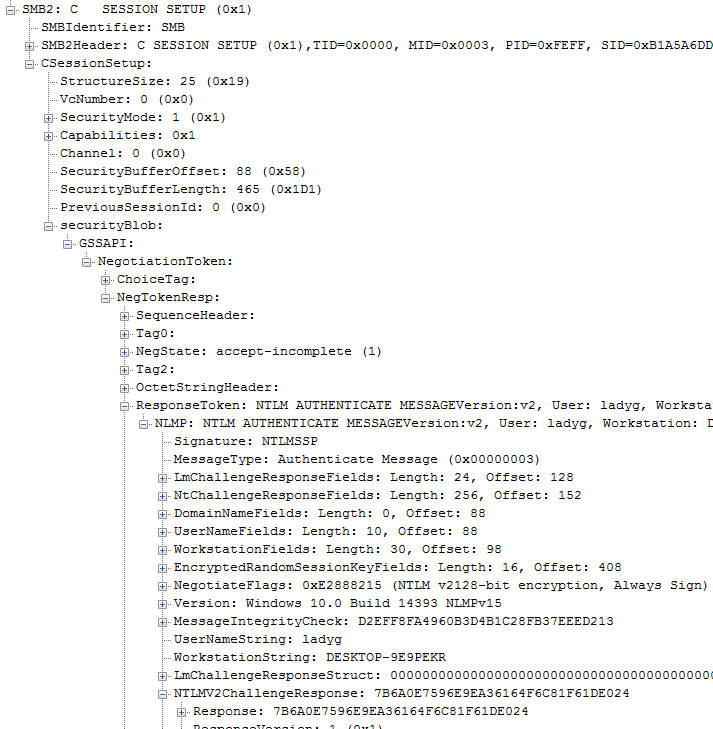 SMB2: C   SESSION SETUP (0x1)
SMBIdentifier: SMB
SMB2Header: C SESSION SETUP (0x1),TID=0x0000, MID=0x0003, PID=0xFEFF, SID=0xB1A5A6DD
CSessionSetup:
StructureSize: 25 (0x19)
VcNumber: 0 (0x0)
SecurityMode: 1 (0x1)
Capabilities: 0x1
Channel: 0 (0x0)
SecurityBufferOffset: 88 (0x58)
SecurityBufferLength: 465 (0x1D1)
PreviousSessionId: 0 (0x0)
securityBlob:
GSSAPI:
NegotiationToken:
ChoiceTag:
NegTokenResp:
SequenceHeader:
Tag0:
NegState: accept-incomplete (1)
Tag2:
OctetStringHeader:
ResponseToken: NTLM AUTHENTICATE MESSAGEVersion:v2, User: ladyg, Worksta
NLMP: NTLM AUTHENTICATE MESSAGEVersion:v2, User: ladyg, Workstation: D
Signature: NTLMSSP
MessageType: Authenticate Message (0x00000003)
LmChallengeResponseFields: Length: 24, Offset: 128
NtChallengeResponseFields: Length: 256, Offset: 152
DomainNameFields: Length: 0, Offset: 88
UserNameFields: Length: 10, Offset: 88
WorkstationFields: Length: 30, Offset: 98
EncryptedRandomSessionKeyFields: Length: 16, Offset: 408
NegotiateFlags: 0xE2888215 (NTLM v2128-bit encryption, Always Sign)
Version: Windows 10.0 Build 14393 NLMPv15
MessageIntegrityCheck: D2EFF8FA4960B3D4B1C28FB37EEED213
UserNameString: ladyg
WorkstationString: DESKTOP-9E9PEKR
LmChallengeResponseStruct: 0000000000000000000000000000000000000000000
NTLMV2ChallengeResponse: 7B6A0E7596E9EA36164F6C81F61DE024
Response: 7B6A0E7596E9EA36164F6C81F61DE024
ResponseVersion: 1 (0x1)